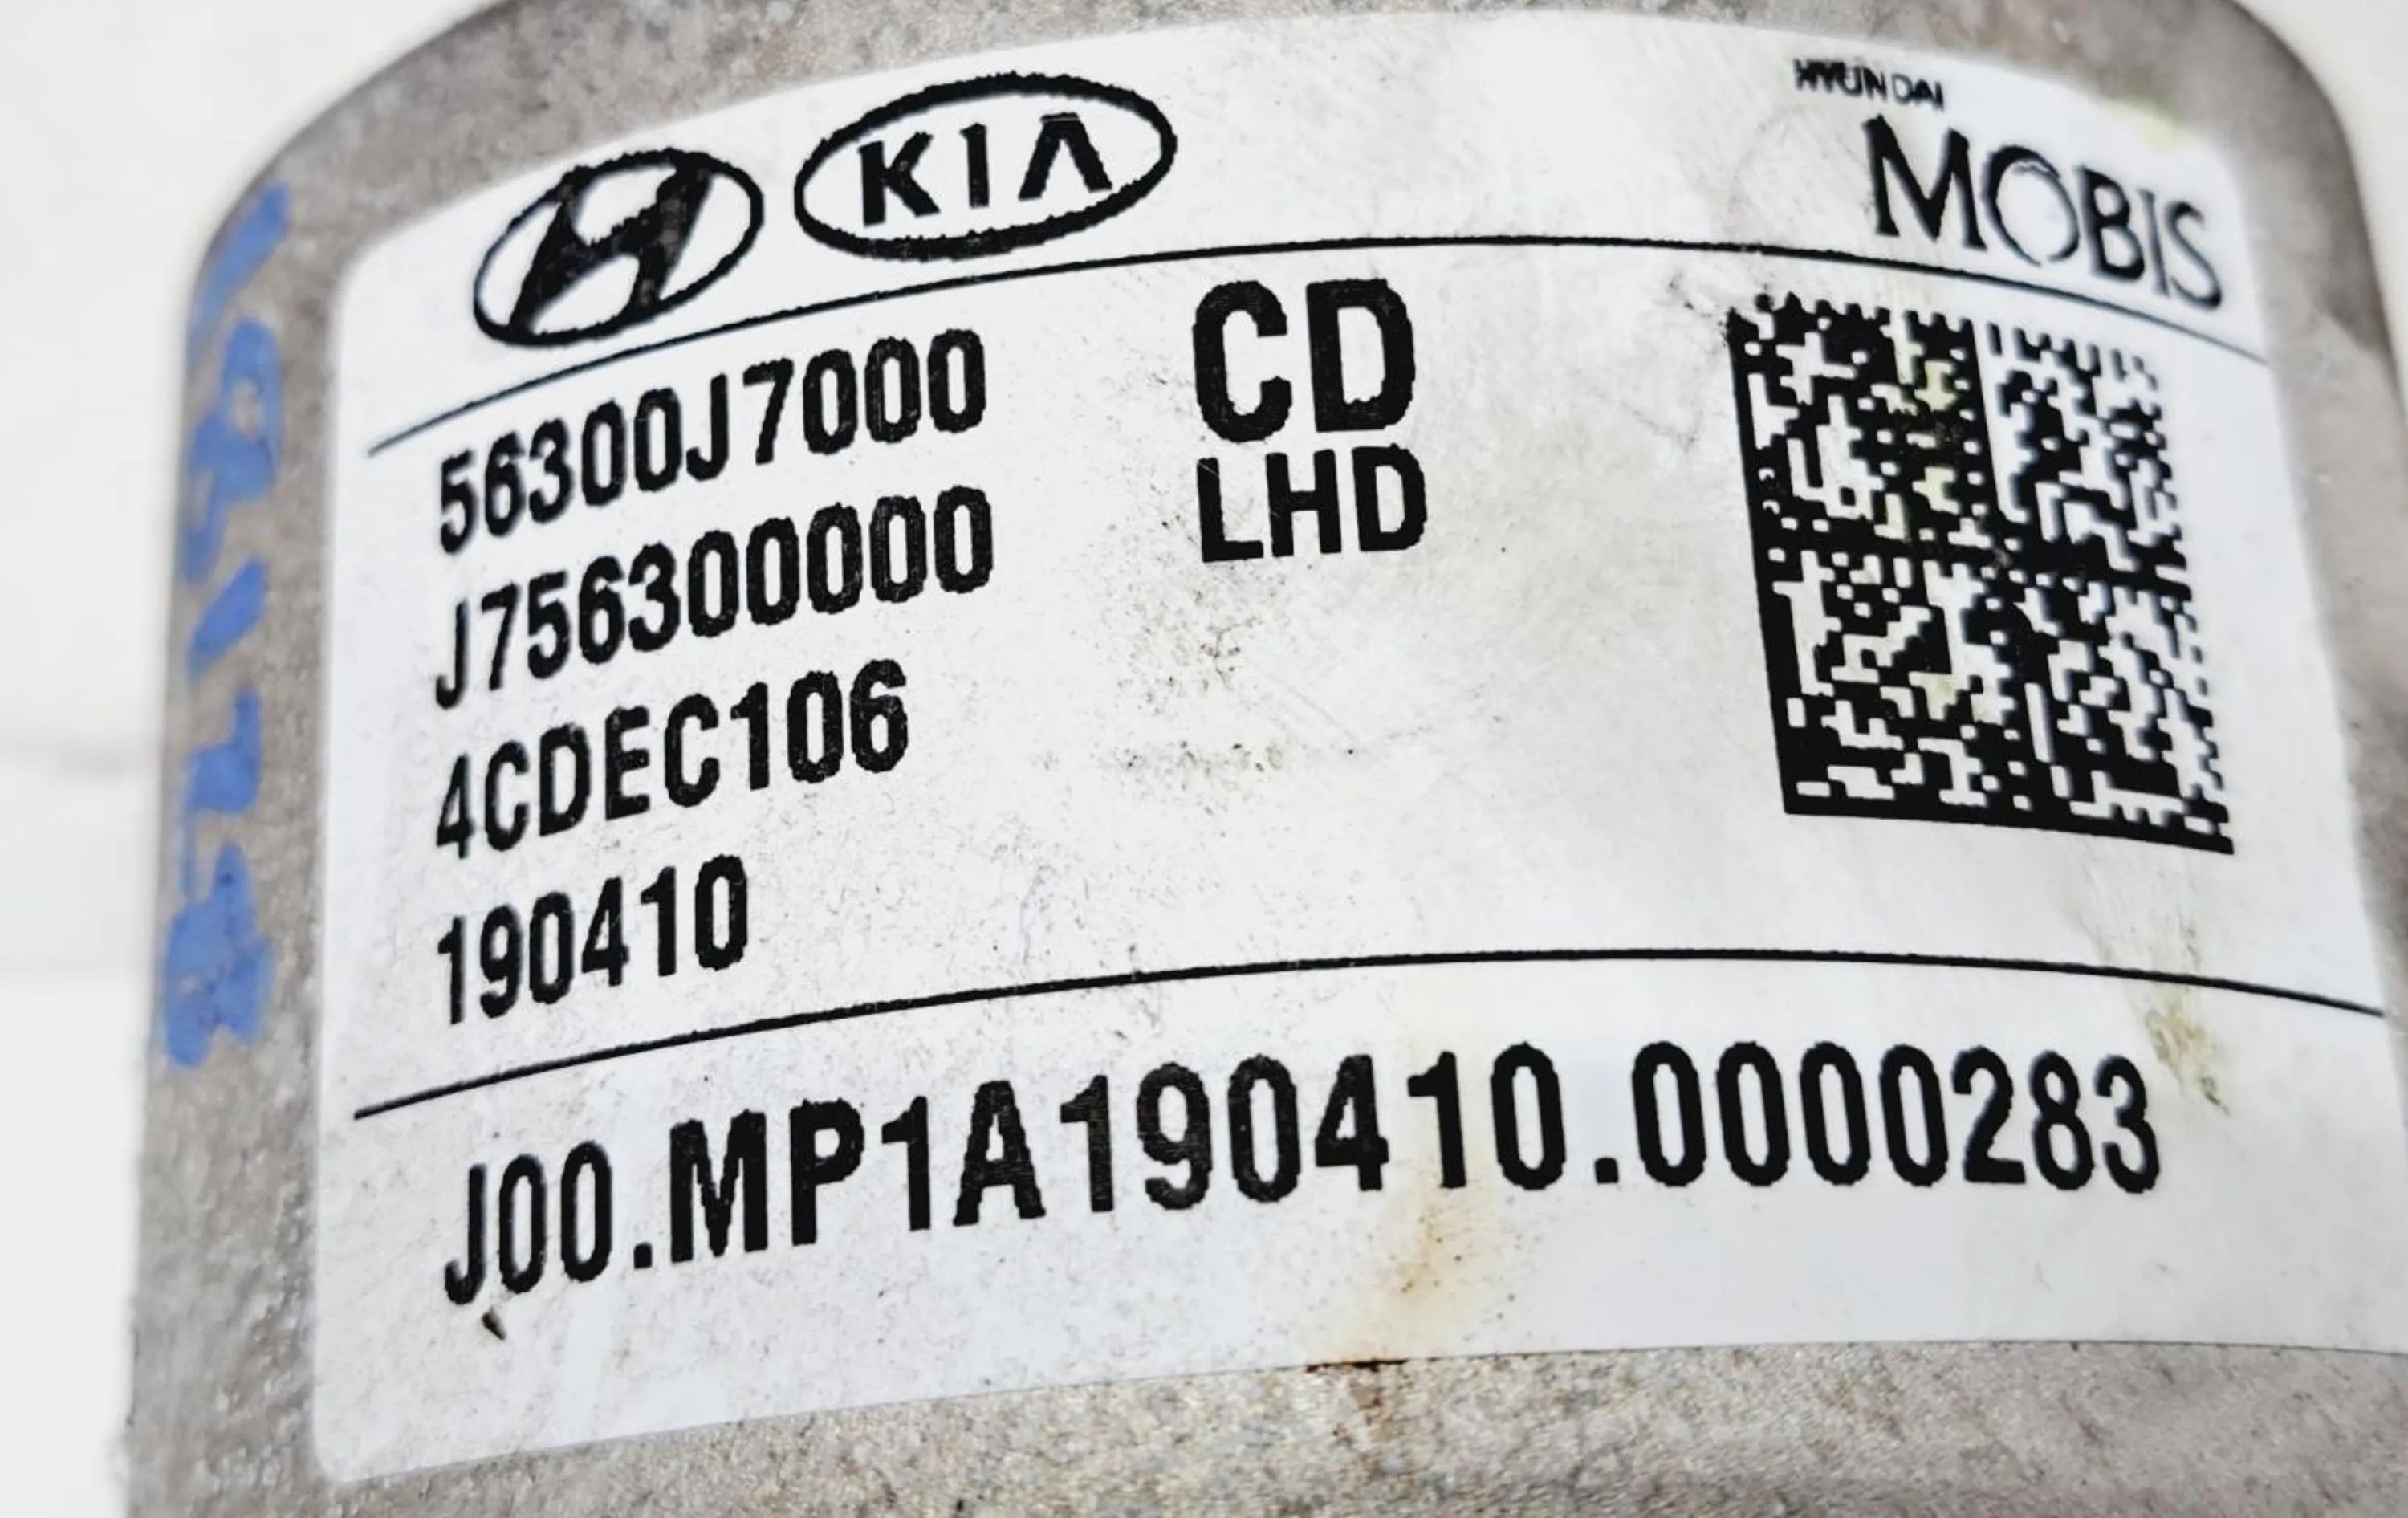 KIA
HYUNDAI
MOBIS
56300J7000
CD
J756300000
LHD
4CDEC106
190410
J00.MP1A190410.0000283